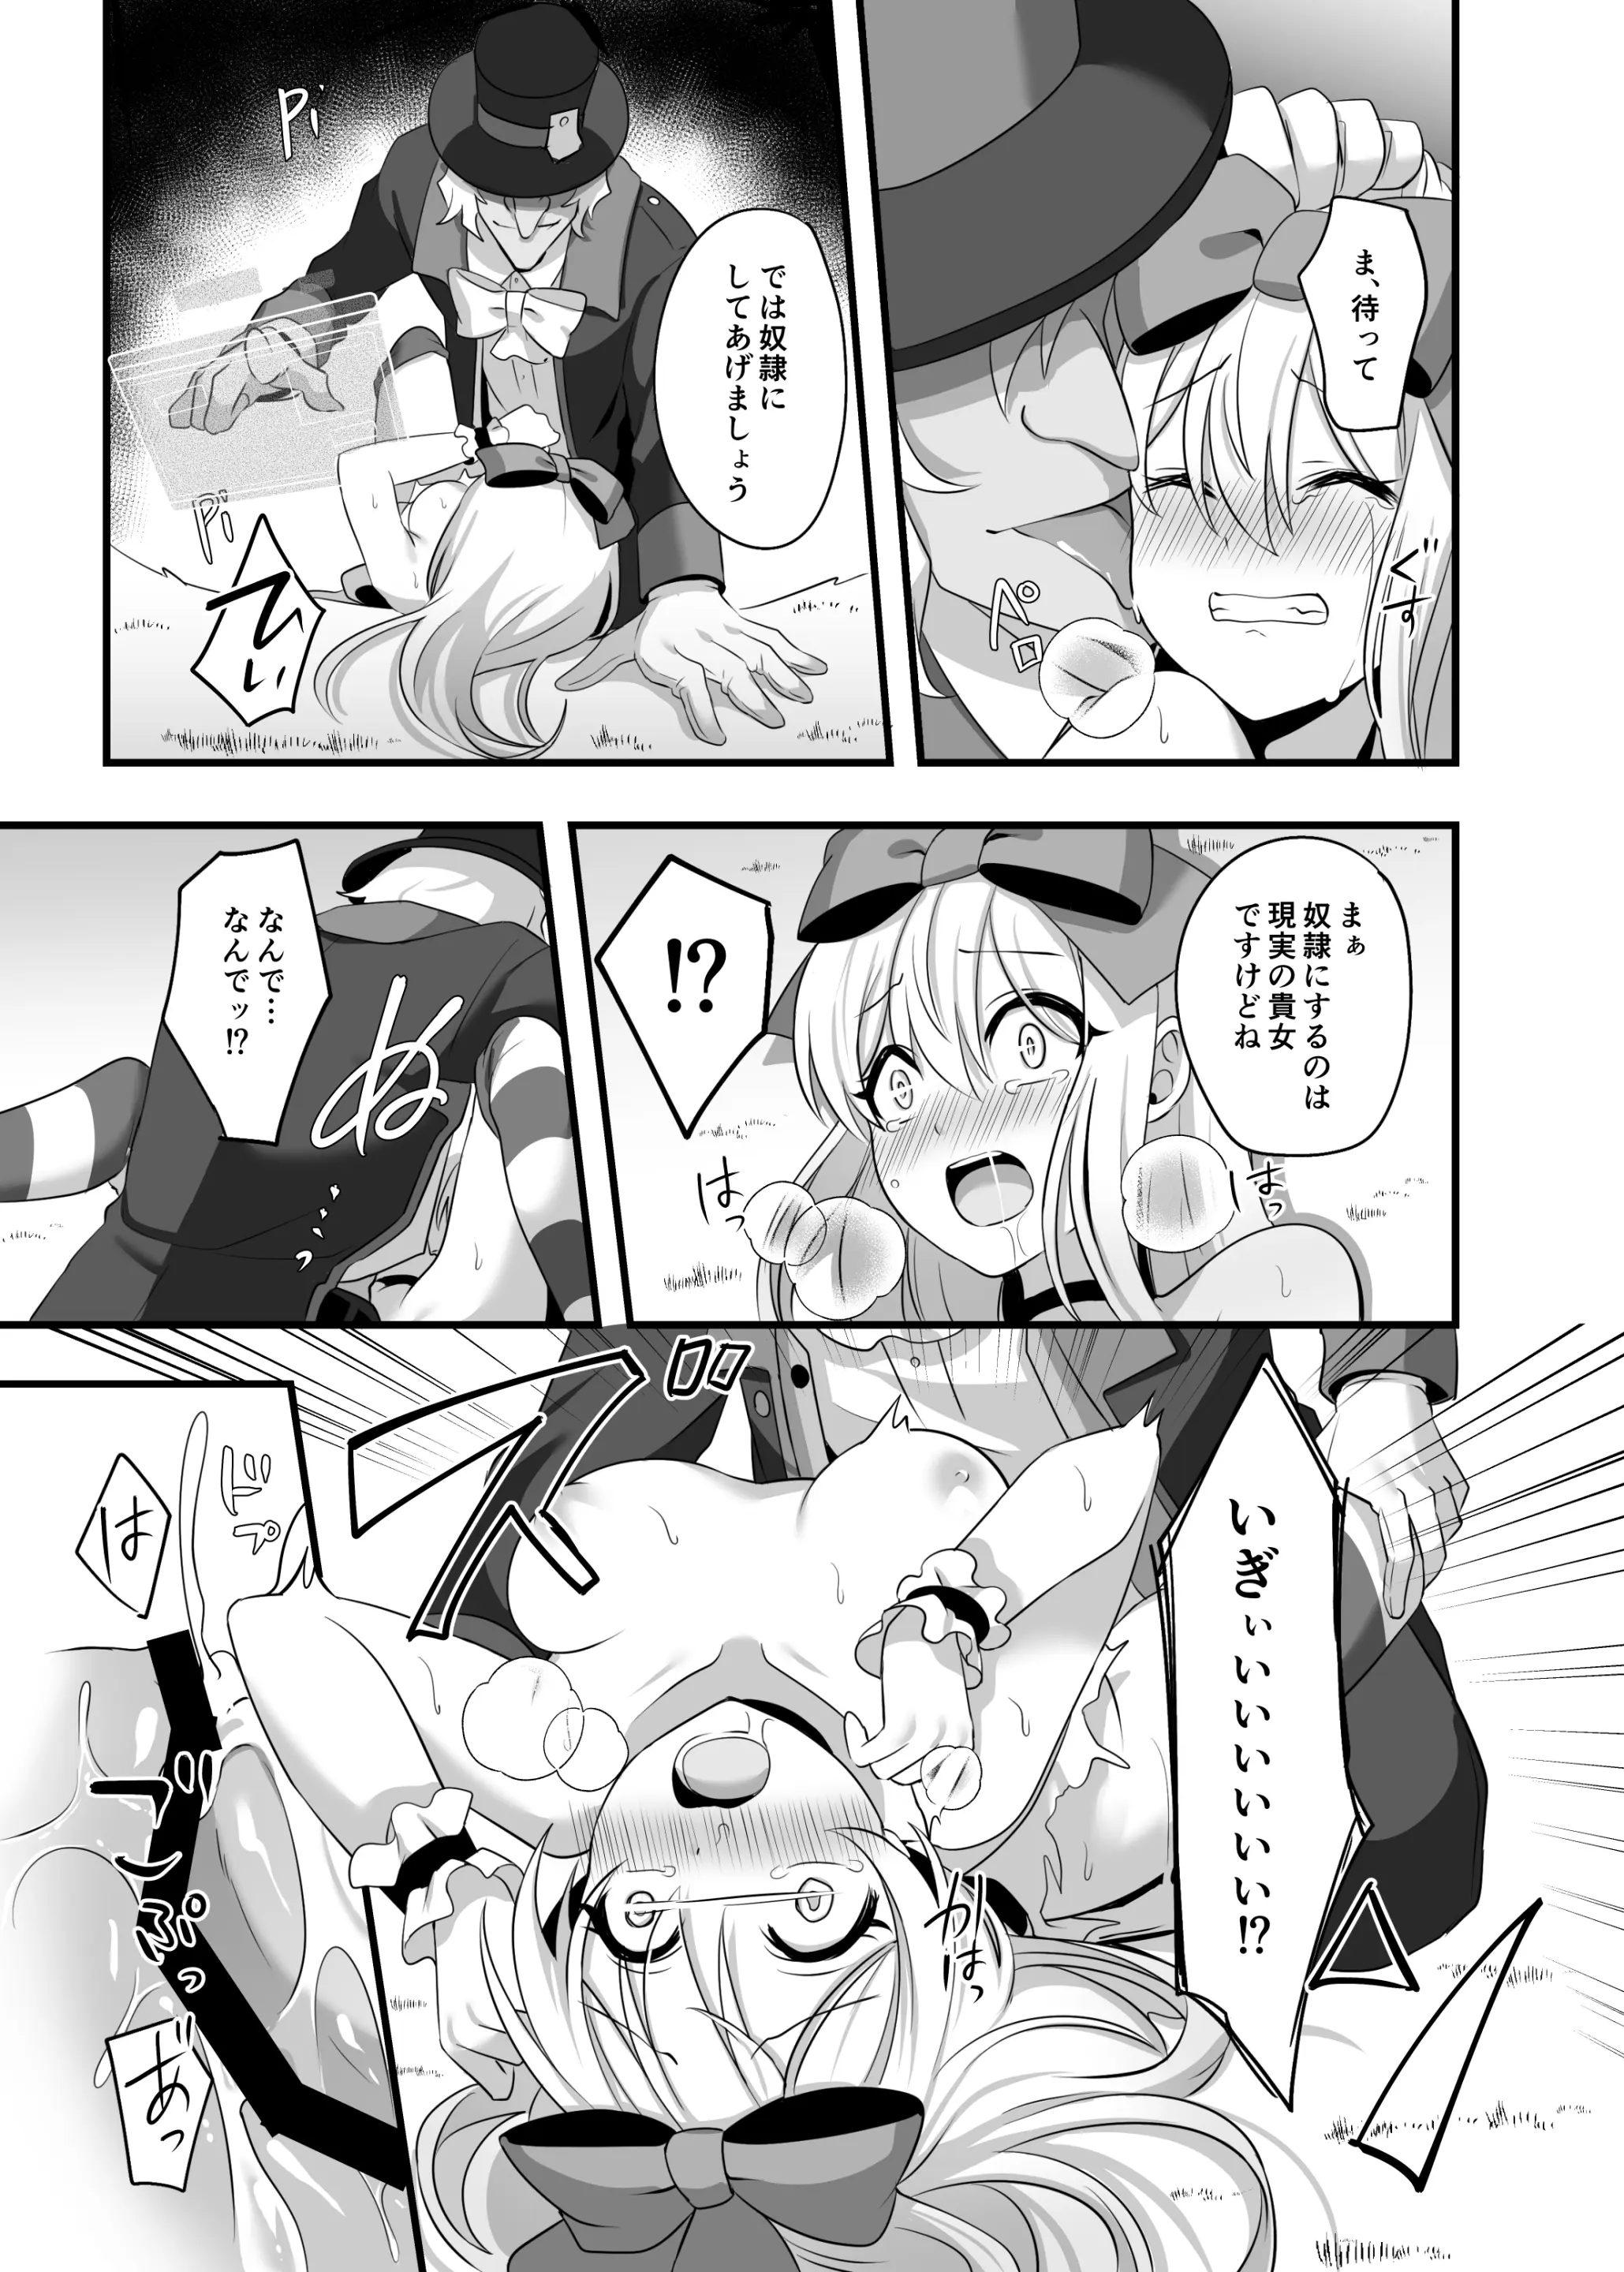 ま、待って
ぐす
ペロ
では奴隷に
してあげましょう
Pi
Pi
ひぃ
まぁ
奴隷にするのは
現実の貴女
ですけどね
はっ
!?
はっ
なんで…
なんでッ!?
ぬ
いぎぃいいいいいい!?
かはっ
ドプ
は
ごぷっ
あ゛っ